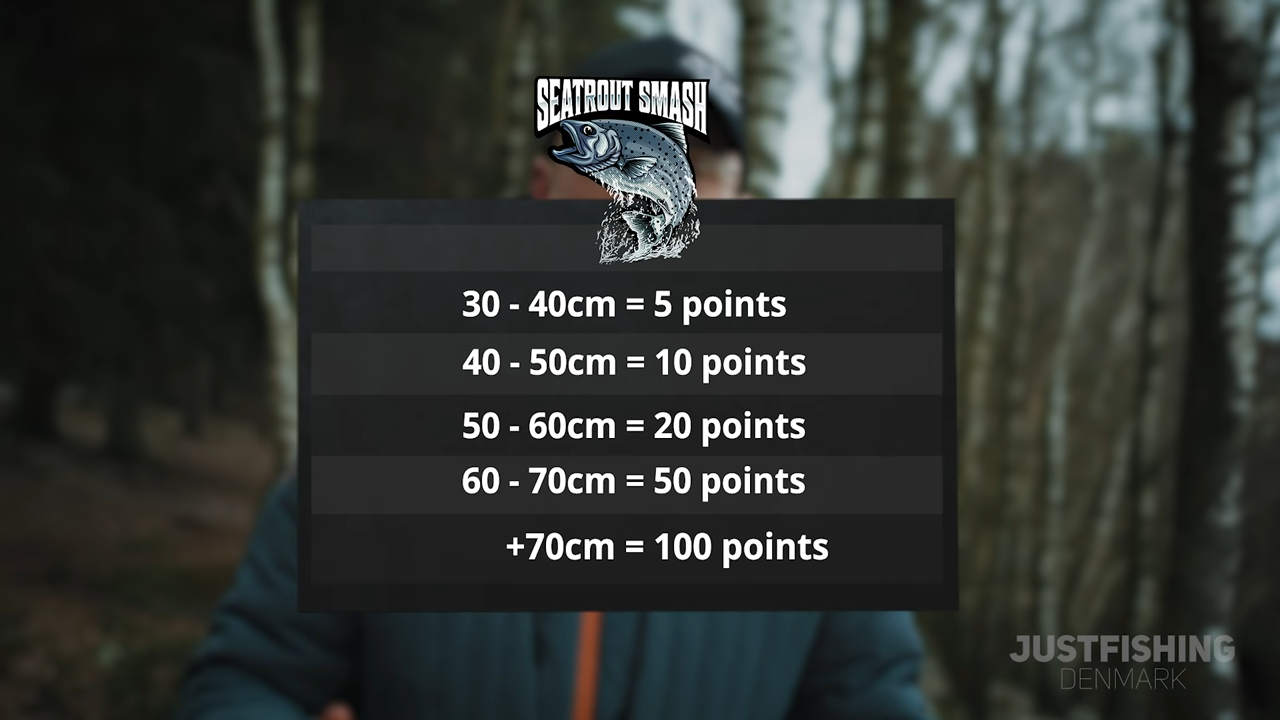 SEATROUT SMASH
30 - 40cm = 5 points
40 - 50cm = 10 points
50 - 60cm = 20 points
60 - 70cm = 50 points
+70cm = 100 points
JUSTFISHING
DENMARK